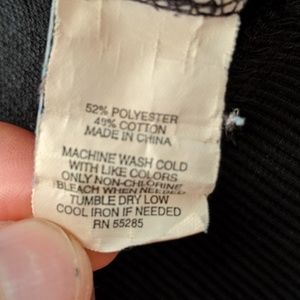 52% POLYESTER
48% COTTON
MADE IN CHINA
MACHINE WASH COLD
WITH LIKE COLORS
ONLY NON-CHLORINE
BLEACH WHEN NEEDED
TUMBLE DRY LOW
COOL IRON IF NEEDED
RN 55285